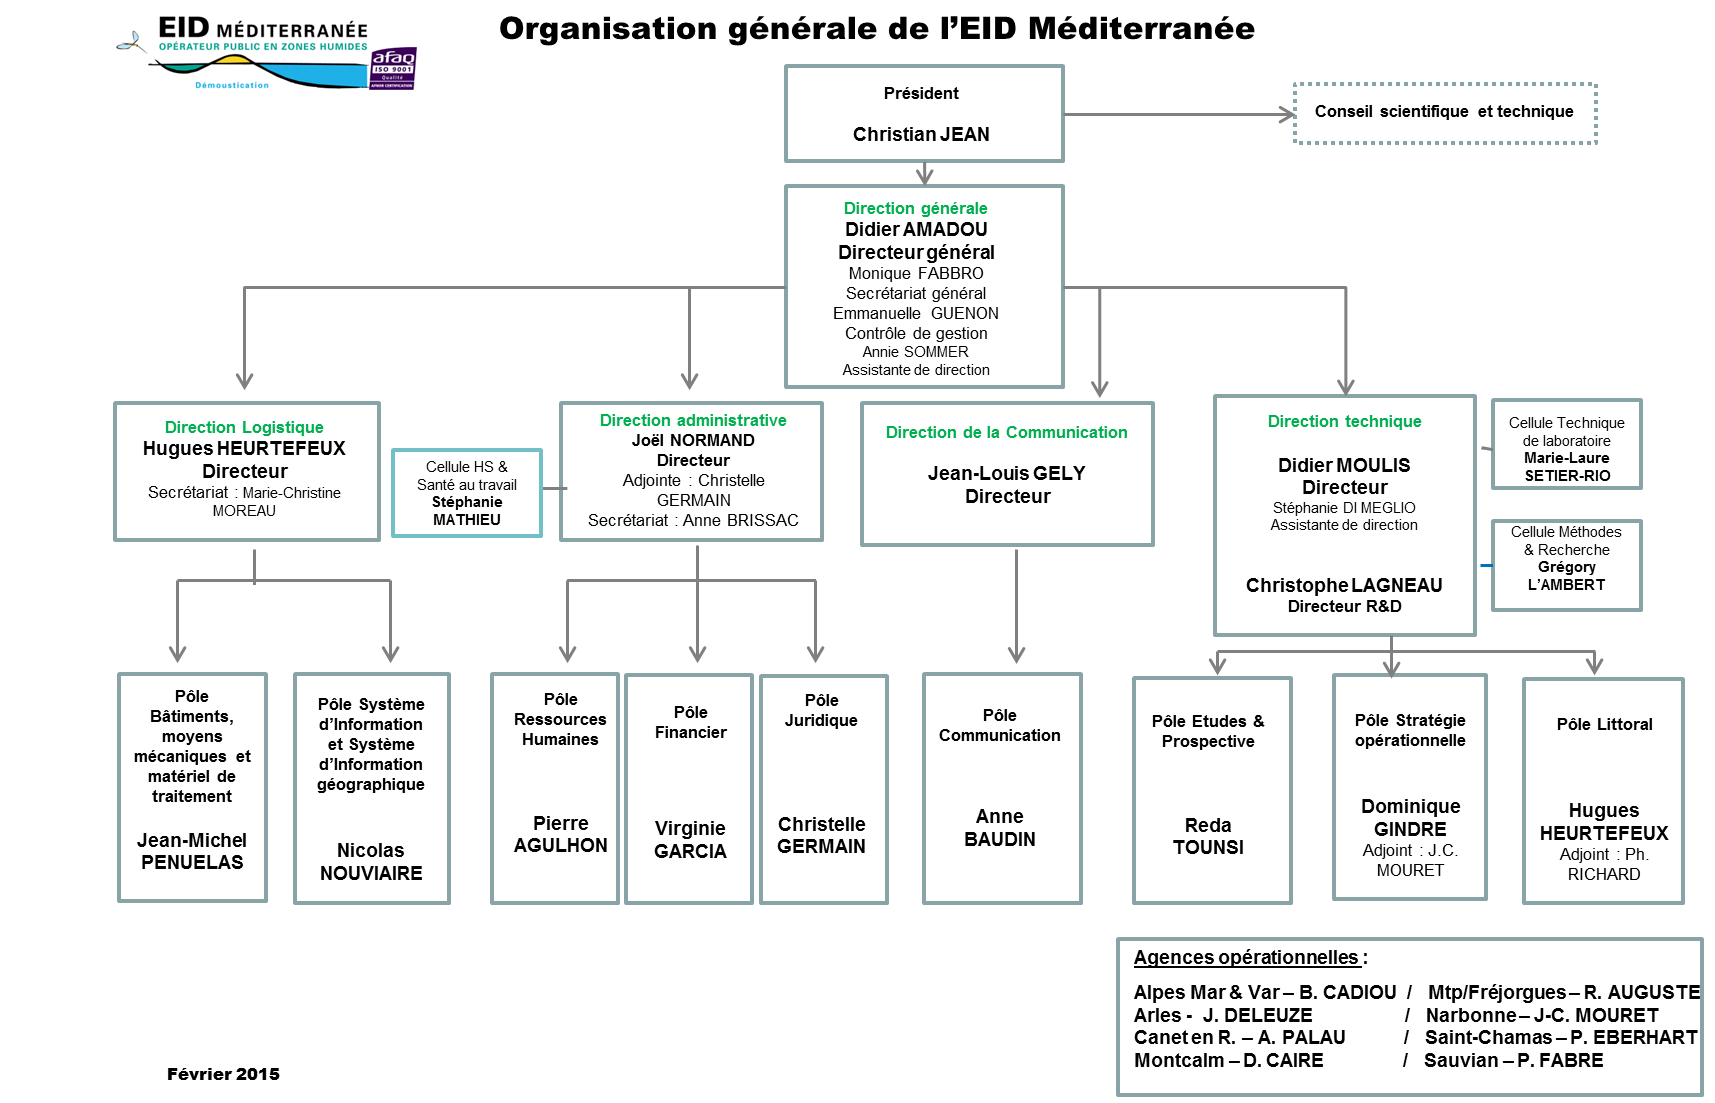 EID MÉDITERRANÉE
OPÉRATEUR PUBLIC EN ZONES HUMIDES
afaq
ISO 9001
Qualité
AFNOR CERTIFICATION
Démoustication
Organisation générale de l’EID Méditerranée
Président
Christian JEAN
Conseil scientifique et technique
Direction générale
Didier AMADOU
Directeur général
Monique FABBRO
Secrétariat général
Emmanuelle GUENON
Contrôle de gestion
Annie SOMMER
Assistante de direction
Direction Logistique
Hugues HEURTEFEUX
Directeur
Secrétariat : Marie-Christine
MOREAU
Cellule HS &
Santé au travail
Stéphanie
MATHIEU
Direction administrative
Joël NORMAND
Directeur
Adjointe : Christelle
GERMAIN
Secrétariat : Anne BRISSAC
Direction de la Communication
Jean-Louis GELY
Directeur
Direction technique
Didier MOULIS
Directeur
Stéphanie DI MEGLIO
Assistante de direction
Christophe LAGNEAU
Directeur R&D
Cellule Technique
de laboratoire
Marie-Laure
SETIER-RIO
Cellule Méthodes
& Recherche
Grégory
L’AMBERT
Pôle
Bâtiments,
moyens
mécaniques et
matériel de
traitement
Jean-Michel
PENUELAS
Pôle Système
d’Information
et Système
d’Information
géographique
Nicolas
NOUVIAIRE
Pôle
Ressources
Humaines
Pierre
AGULHON
Pôle
Financier
Virginie
GARCIA
Pôle
Juridique
Christelle
GERMAIN
Pôle
Communication
Anne
BAUDIN
Pôle Etudes &
Prospective
Reda
TOUNSI
Pôle Stratégie
opérationnelle
Dominique
GINDRE
Adjoint : J.C.
MOURET
Pôle Littoral
Hugues
HEURTEFEUX
Adjoint : Ph.
RICHARD
Agences opérationnelles :
Alpes Mar & Var – B. CADIOU / Mtp/Fréjorgues – R. AUGUSTE
Arles - J. DELEUZE / Narbonne – J-C. MOURET
Canet en R. – A. PALAU / Saint-Chamas – P. EBERHART
Montcalm – D. CAIRE / Sauvian – P. FABRE
Février 2015